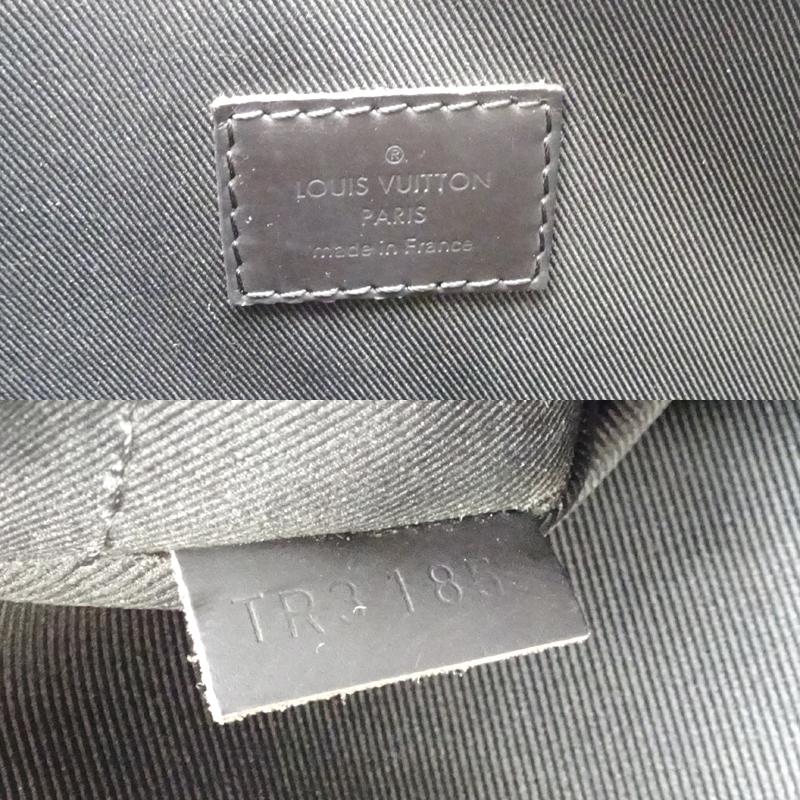 ®
LOUIS VUITTON
PARIS
made in France
TR3185